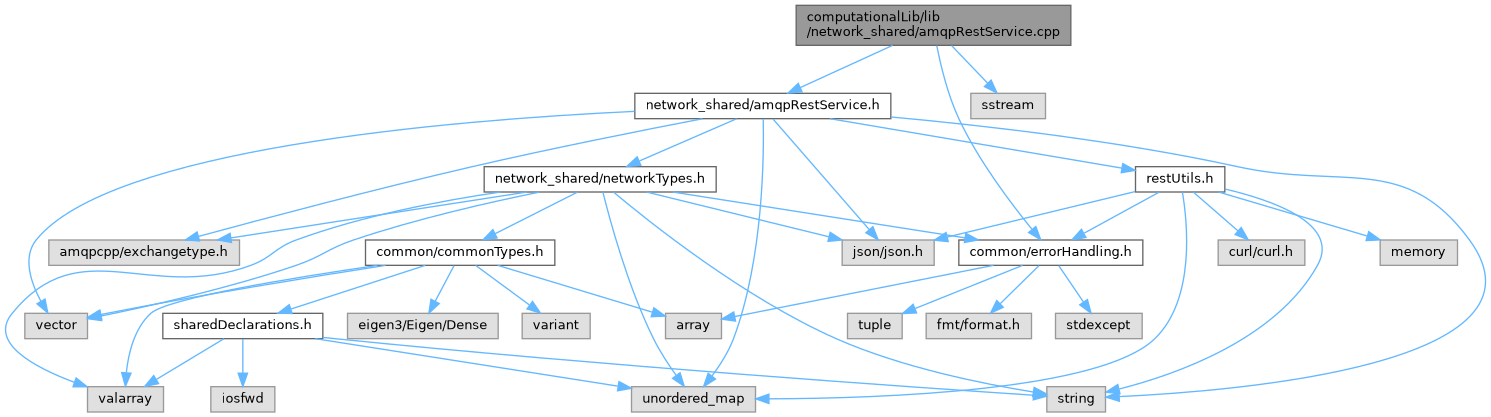 computationalLib/lib
/network_shared/amqpRestService.cpp
network_shared/amqpRestService.h
sstream
network_shared/networkTypes.h
restUtils.h
amqpcpp/exchangetype.h
common/commonTypes.h
json/json.h
common/errorHandling.h
curl/curl.h
memory
vector
sharedDeclarations.h
eigen3/Eigen/Dense
variant
array
tuple
fmt/format.h
stdexcept
valarray
iosfwd
unordered_map
string